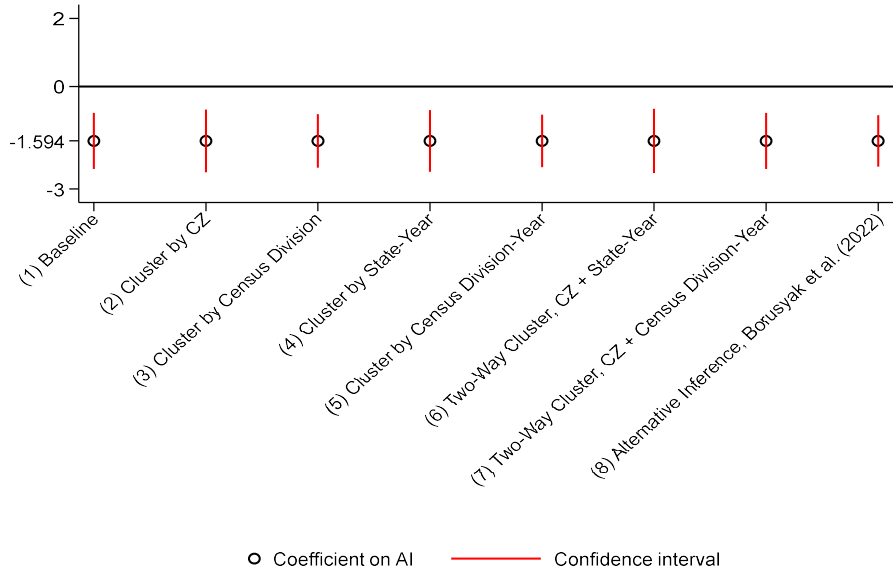 2
0
-1.594
-3
(1) Baseline
(2) Cluster by CZ
(3) Cluster by Census Division
(4) Cluster by State-Year
(5) Cluster by Census Division-Year
(6) Two-Way Cluster, CZ + State-Year
(7) Two-Way Cluster, CZ + Census Division-Year
(8) Alternative Inference, Borusyak et al. (2022)
Coefficient on AI Confidence interval